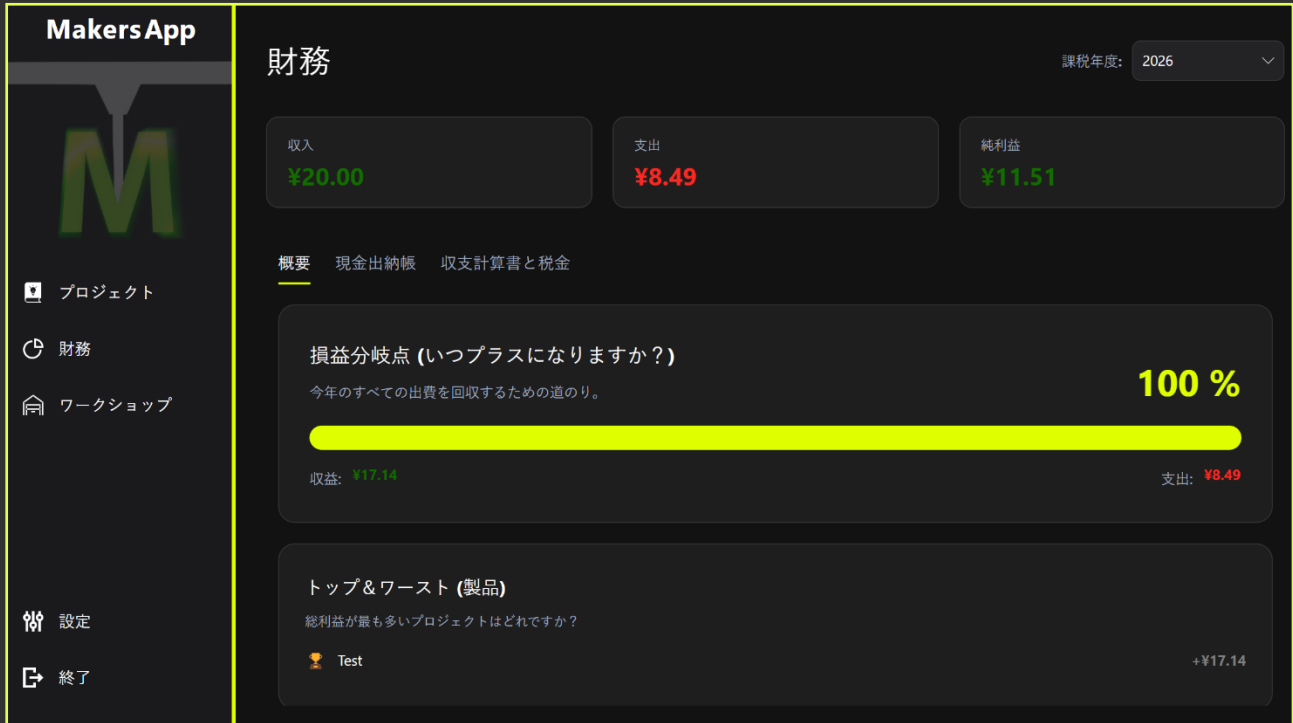 Makers App
M
プロジェクト
財務
ワークショップ
設定
終了
財務
課税年度: 2026
収入
¥20.00
支出
¥8.49
純利益
¥11.51
概要 現金出納帳 収支計算書と税金
損益分岐点 (いつプラスになりますか？)
今年のすべての出費を回収するための道のり。
100 %
収益: ¥17.14
支出: ¥8.49
トップ＆ワースト (製品)
総利益が最も多いプロジェクトはどれですか？
Test
+¥17.14